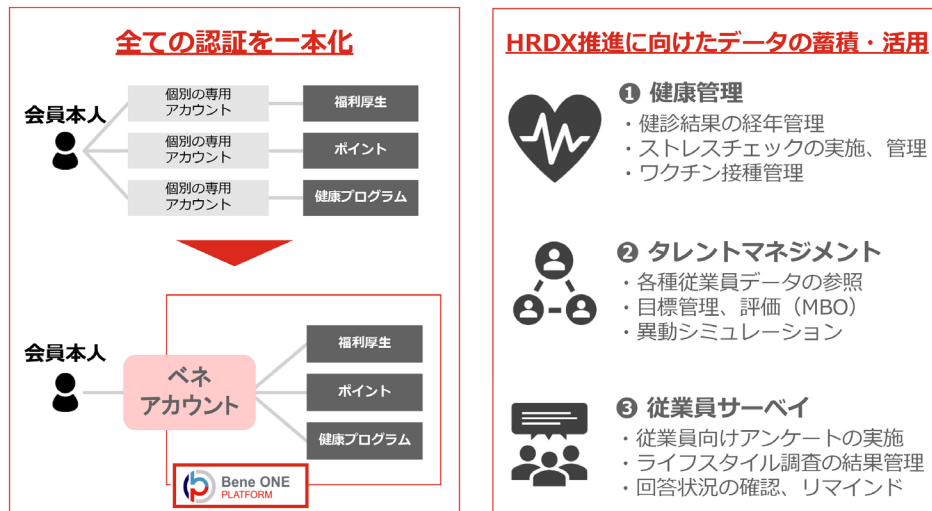 全ての認証を一本化
会員本人
個別の専用
アカウント
福利厚生
個別の専用
アカウント
ポイント
個別の専用
アカウント
健康プログラム
会員本人
ベネ
アカウント
福利厚生
ポイント
健康プログラム
Bene ONE
PLATFORM
HRDX推進に向けたデータの蓄積・活用
❶ 健康管理
・健診結果の経年管理
・ストレスチェックの実施、管理
・ワクチン接種管理
❷ タレントマネジメント
・各種従業員データの参照
・目標管理、評価（MBO）
・異動シミュレーション
❸ 従業員サーベイ
・従業員向けアンケートの実施
・ライフスタイル調査の結果管理
・回答状況の確認、リマインド